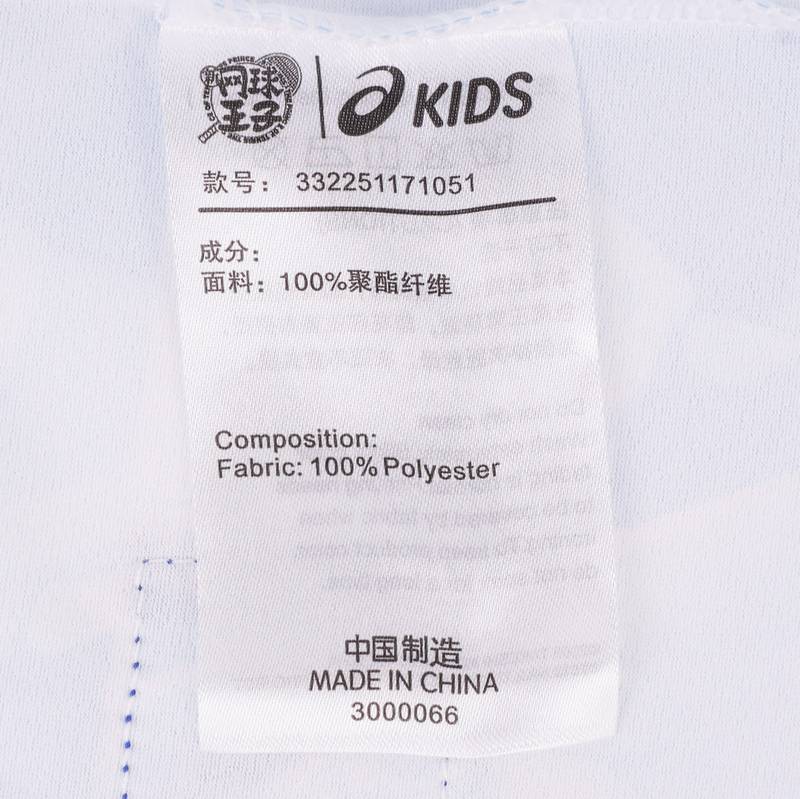 新网球
王子
KIDS
款号： 332251171051
成分：
面料：100%聚酯纤维
Composition:
Fabric: 100% Polyester
中国制造
MADE IN CHINA
3000066